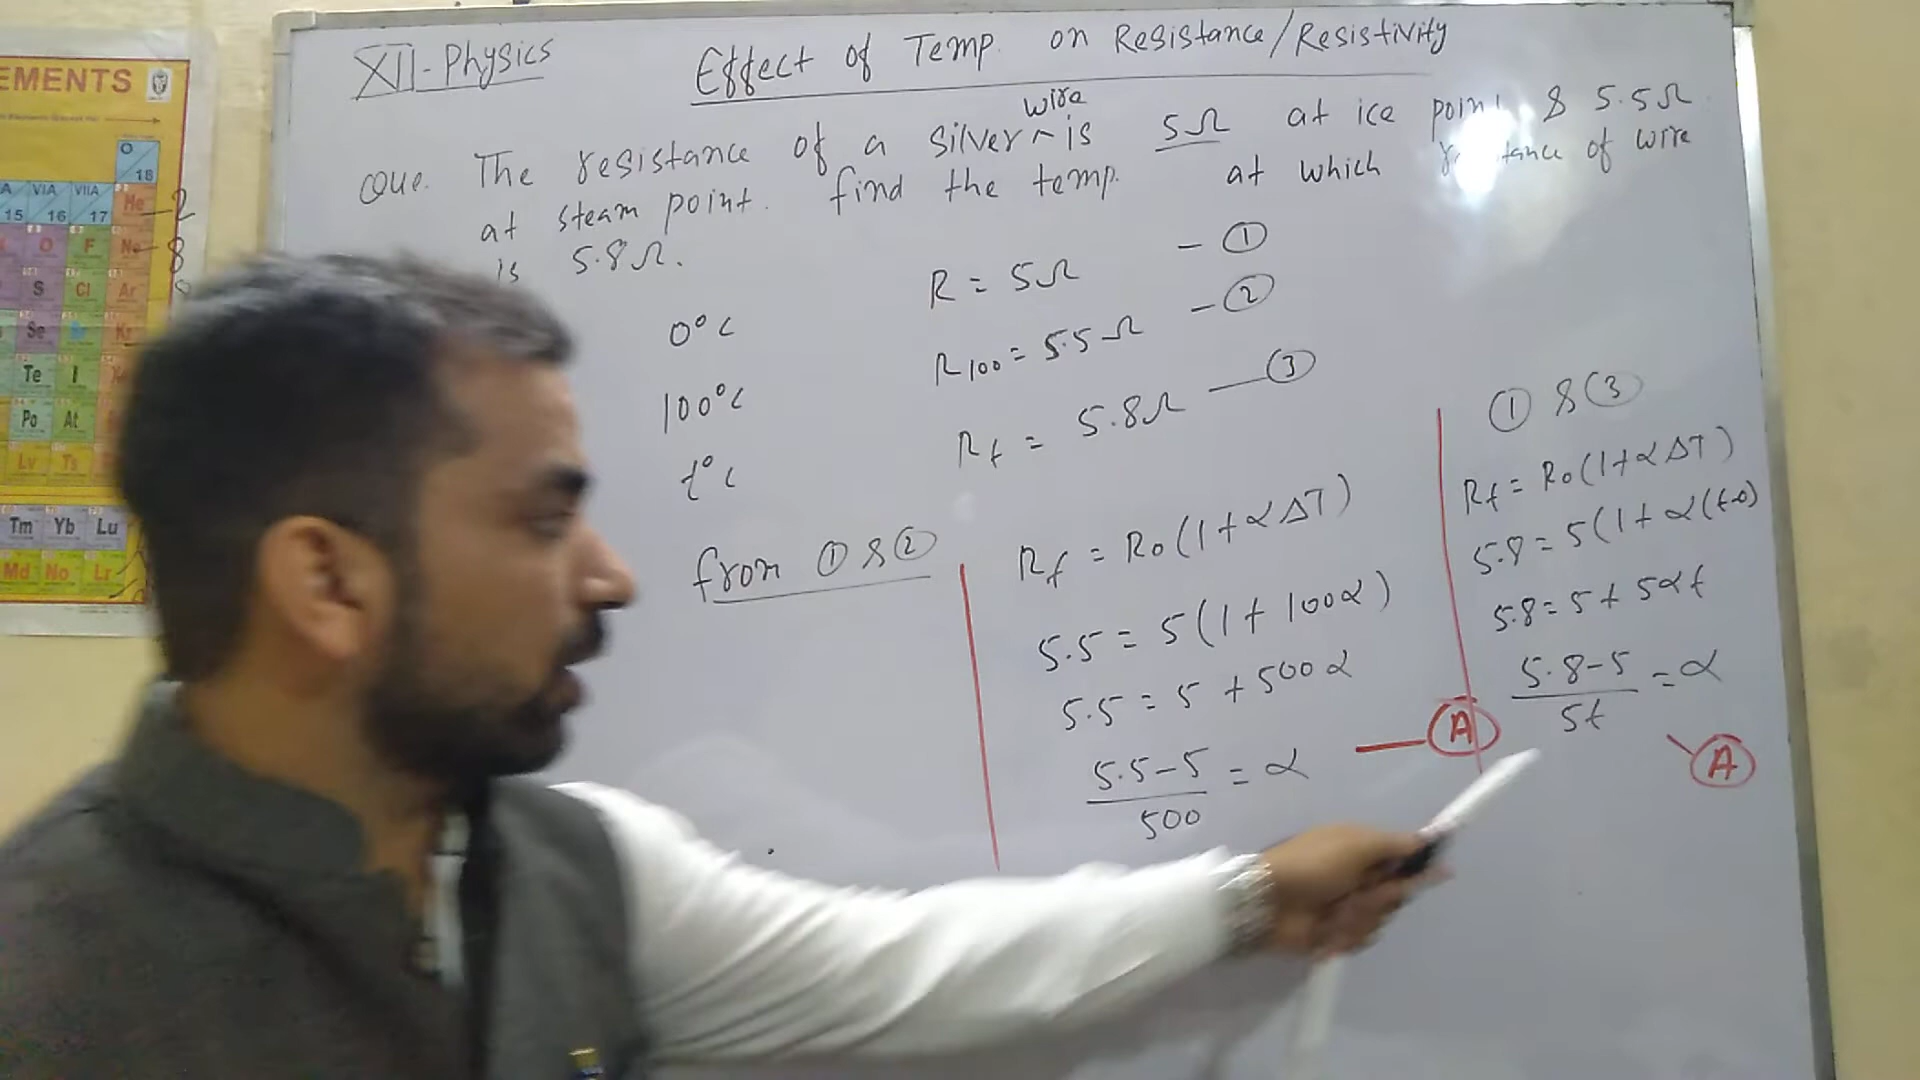 XII-Physics
Effect of Temp. on Resistance/Resistivity
Que. The resistance of a silver wire is 5Ω at ice point & 5.5Ω
at steam point. find the temp. at which of wire
is 5.8Ω.
0°c R = 5Ω - ①
100°c R100 = 5.5Ω - ②
t°c Rt = 5.8Ω - ③
from ① & ②
Rf = Ro(1+αΔT)
5.5 = 5(1+100α)
5.5 = 5 + 500α
5.5-5/500 = α - Ⓐ
① & ③
Rf = Ro(1+αΔT)
5.8 = 5(1+α(t-0)
5.8 = 5 + 5αt
5.8-5/5t = α
Ⓐ
EMENTS
O
18
A VIA VIIA He 2
15 16 17
O F Ne 8
S Cl Ar
Se Br Kr
Te I
Po At
Lv Ts
Tm Yb Lu
Md No Lr